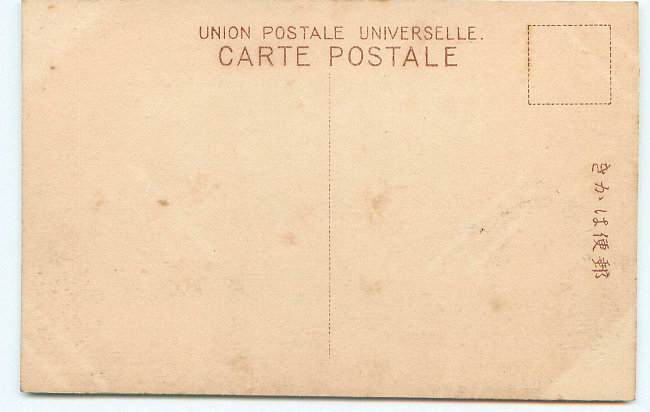 UNION POSTALE UNIVERSELLE.
CARTE POSTALE
郵便はかき